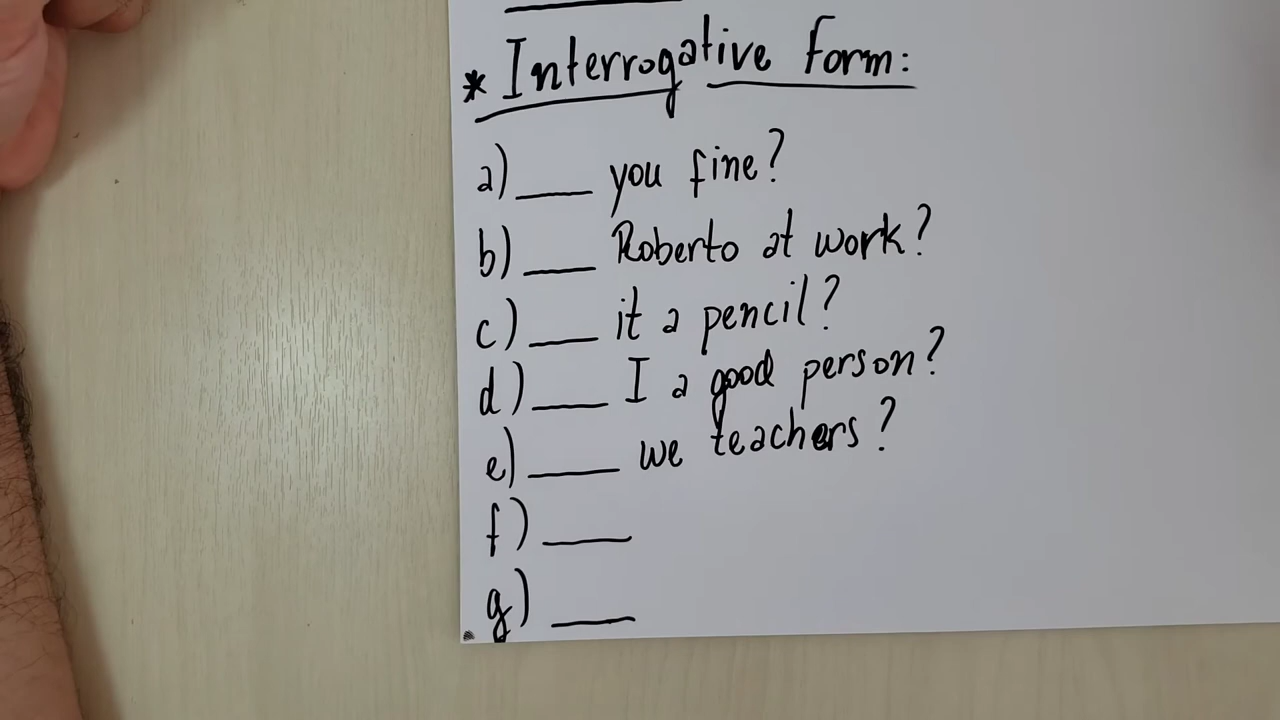 * Interrogative form:
a) ___ you fine?
b) ___ Roberto at work?
c) ___ it a pencil?
d) ___ I a good person?
e) ___ we teachers?
f) ___
g) ___